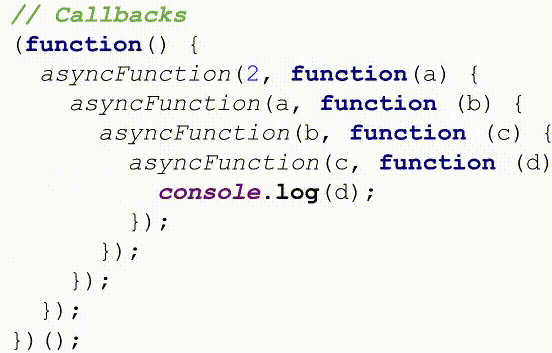 // Callbacks
(function() {
asyncFunction(2, function(a) {
asyncFunction(a, function (b) {
asyncFunction(b, function (c) {
asyncFunction(c, function (d)
console.log(d);
});
});
});
});
})();